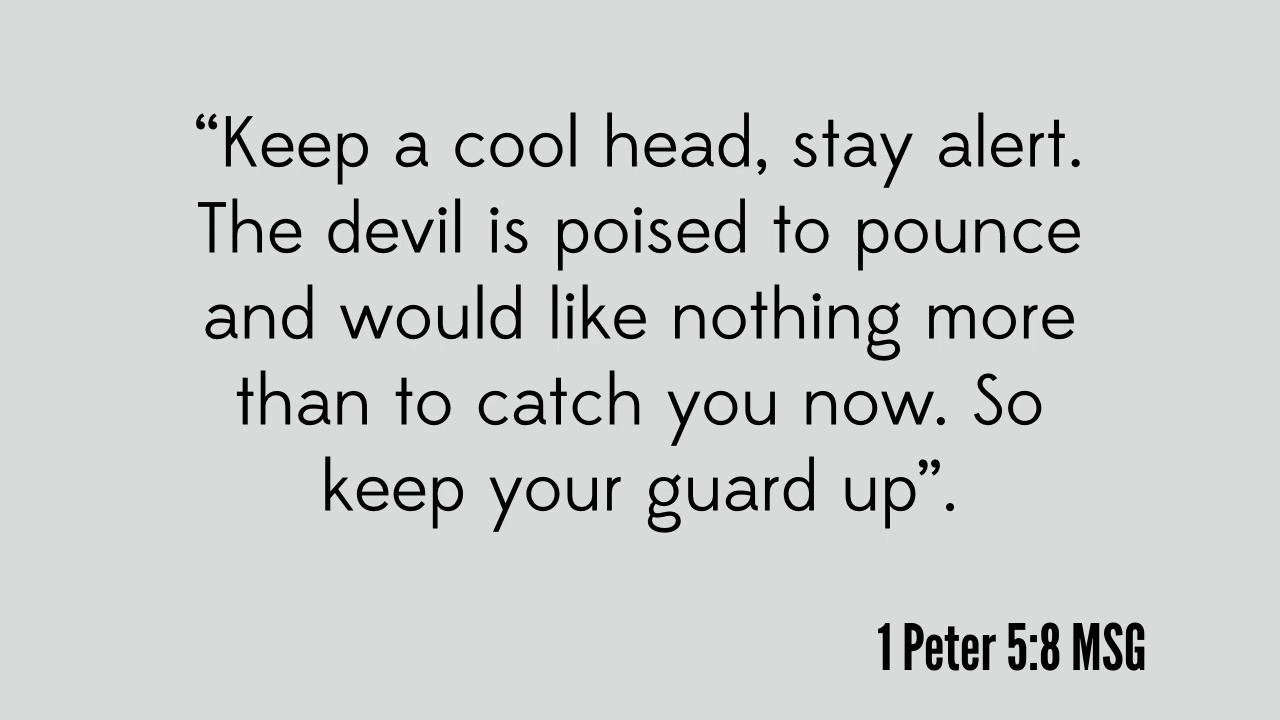 “Keep a cool head, stay alert.
The devil is poised to pounce
and would like nothing more
than to catch you now. So
keep your guard up”.
1 Peter 5:8 MSG